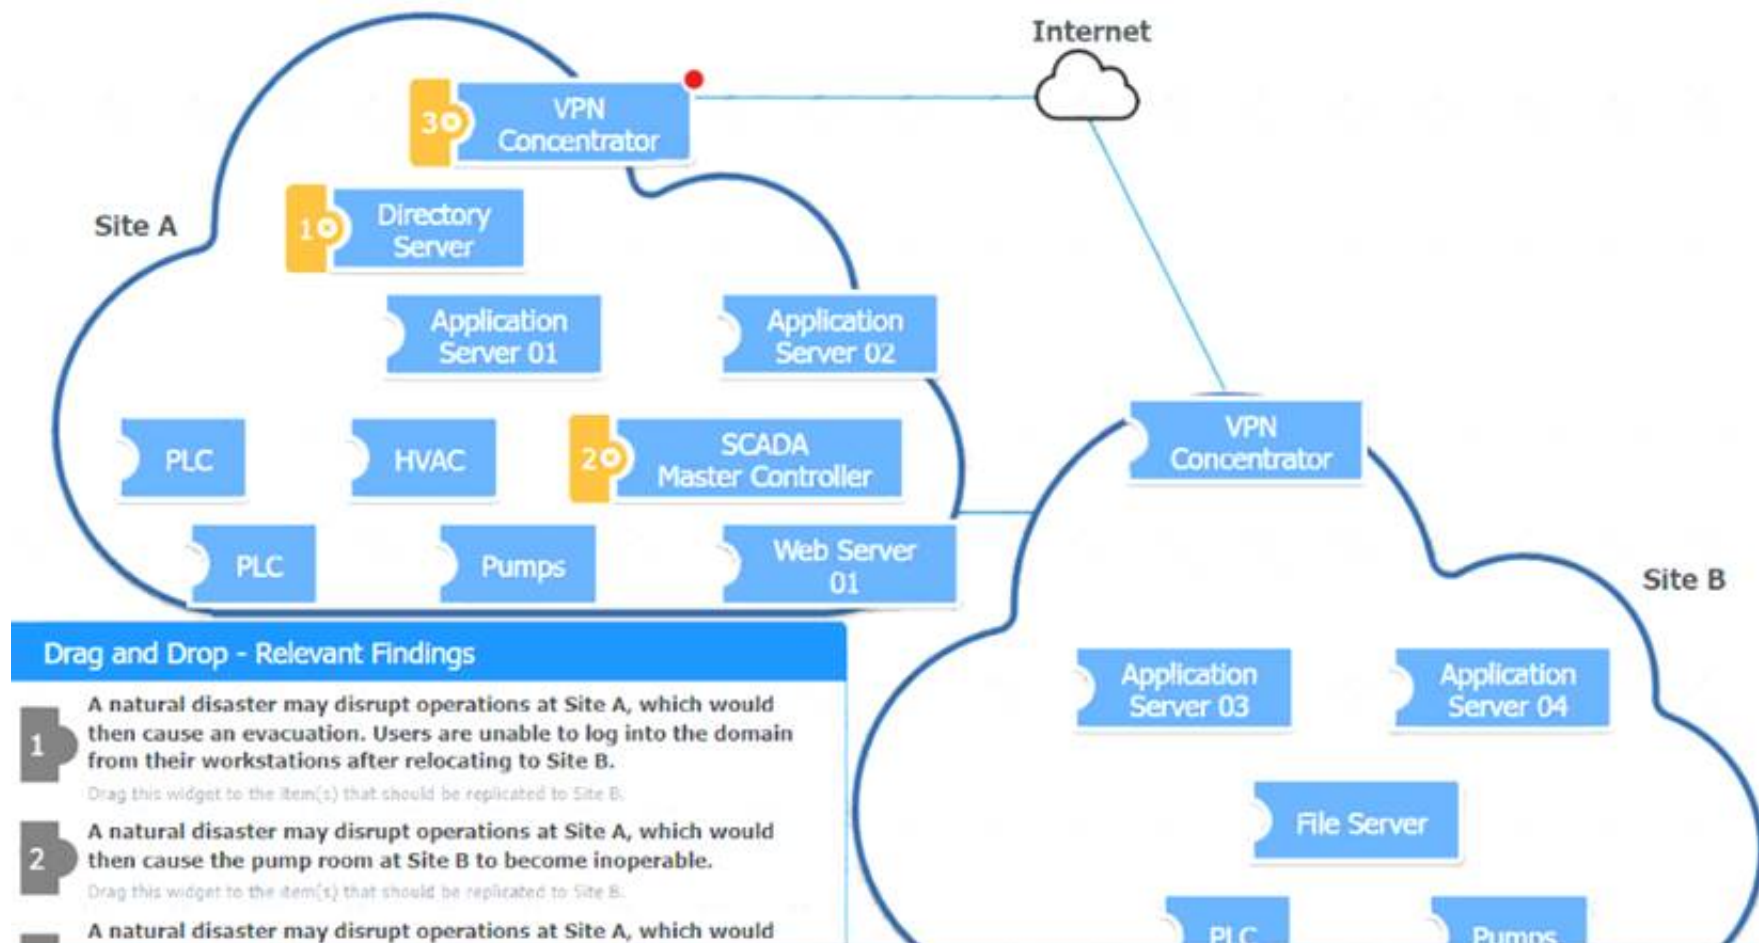 Internet
3
VPN
Concentrator
Site A
1
Directory
Server
Application
Server 01
Application
Server 02
PLC
HVAC
2
SCADA
Master Controller
VPN
Concentrator
PLC
Pumps
Web Server
01
Site B
Drag and Drop - Relevant Findings
1
A natural disaster may disrupt operations at Site A, which would
then cause an evacuation. Users are unable to log into the domain
from their workstations after relocating to Site B.
Drag this widget to the item(s) that should be replicated to Site B.
2
A natural disaster may disrupt operations at Site A, which would
then cause the pump room at Site B to become inoperable.
Drag this widget to the item(s) that should be replicated to Site B.
A natural disaster may disrupt operations at Site A, which would
Application
Server 03
Application
Server 04
File Server
PLC
Pumps